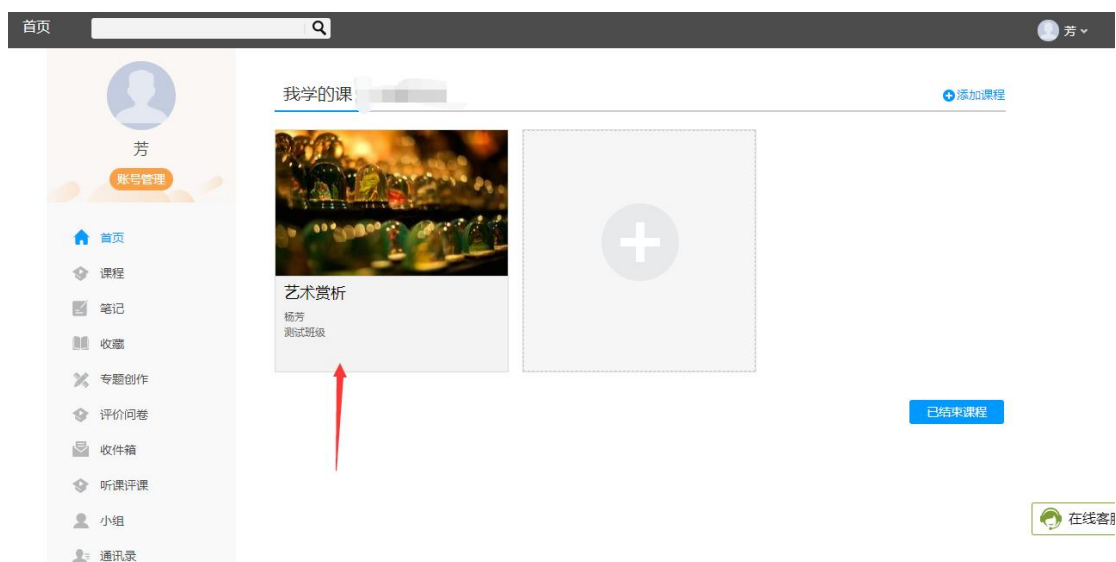 首页
芳
芳
账号管理
首页
课程
笔记
收藏
专题创作
评价问卷
收件箱
听课评课
小组
通讯录
我学的课
添加课程
艺术赏析
杨芳
测试班级
已结束课程
在线客服